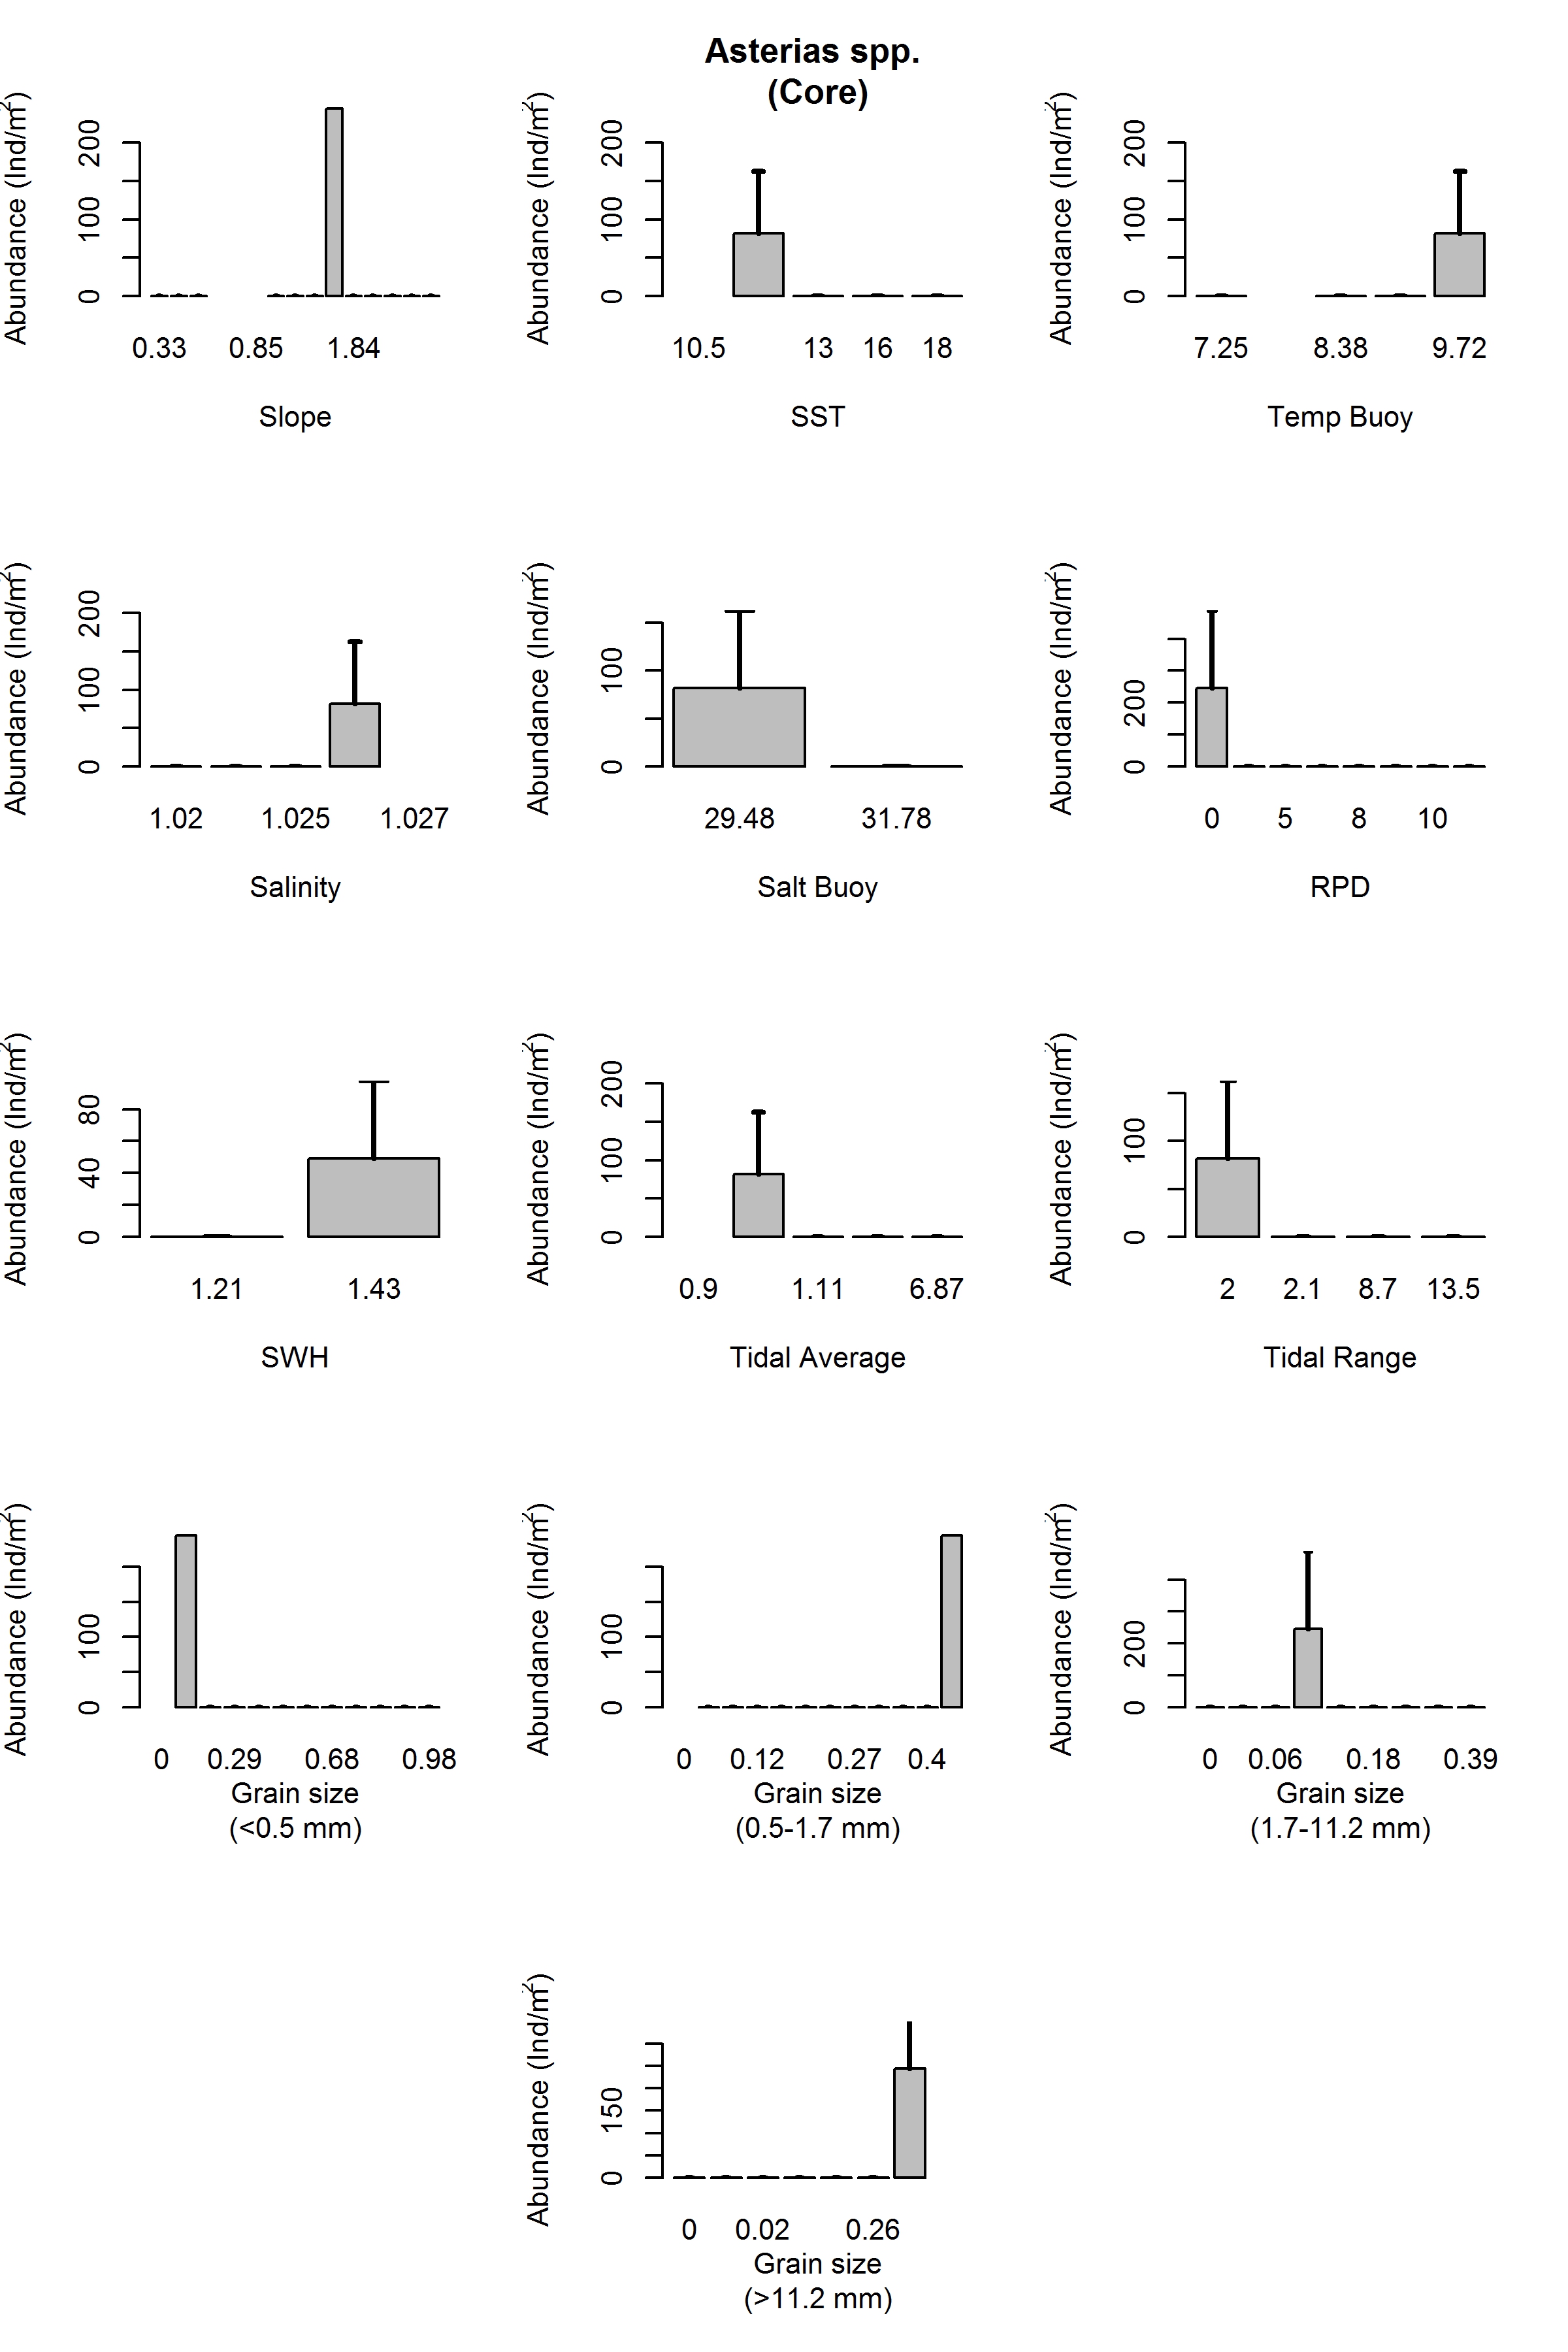 Asterias spp.
(Core)
Abundance (Ind/m²)
0 100 200
0.33 0.85 1.84
Slope
Abundance (Ind/m²)
0 100 200
10.5 13 16 18
SST
Abundance (Ind/m²)
0 100 200
7.25 8.38 9.72
Temp Buoy
Abundance (Ind/m²)
0 100 200
1.02 1.025 1.027
Salinity
Abundance (Ind/m²)
0 100
29.48 31.78
Salt Buoy
Abundance (Ind/m²)
0 200
0 5 8 10
RPD
Abundance (Ind/m²)
0 40 80
1.21 1.43
SWH
Abundance (Ind/m²)
0 100 200
0.9 1.11 6.87
Tidal Average
Abundance (Ind/m²)
0 100
2 2.1 8.7 13.5
Tidal Range
Abundance (Ind/m²)
0 100
0 0.29 0.68 0.98
Grain size
(<0.5 mm)
Abundance (Ind/m²)
0 100
0 0.12 0.27 0.4
Grain size
(0.5-1.7 mm)
Abundance (Ind/m²)
0 200
0 0.06 0.18 0.39
Grain size
(1.7-11.2 mm)
Abundance (Ind/m²)
0 150
0 0.02 0.26
Grain size
(>11.2 mm)